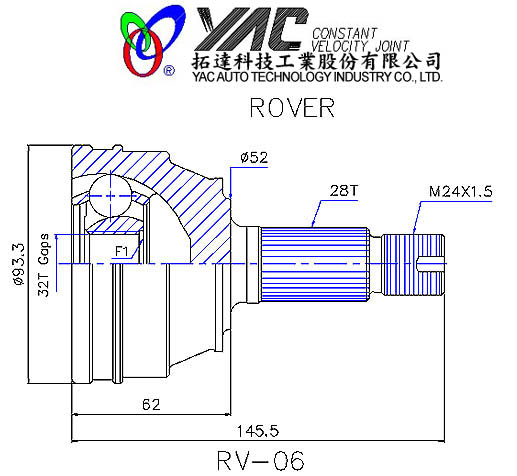 YAC CONSTANT
VELOCITY JOINT
®
拓達科技工業股份有限公司
YAC AUTO TECHNOLOGY INDUSTRY CO., LTD.
ROVER
ø52
28T
M24X1.5
ø93.3
32T Gaps
F1
62
145.5
RV-06